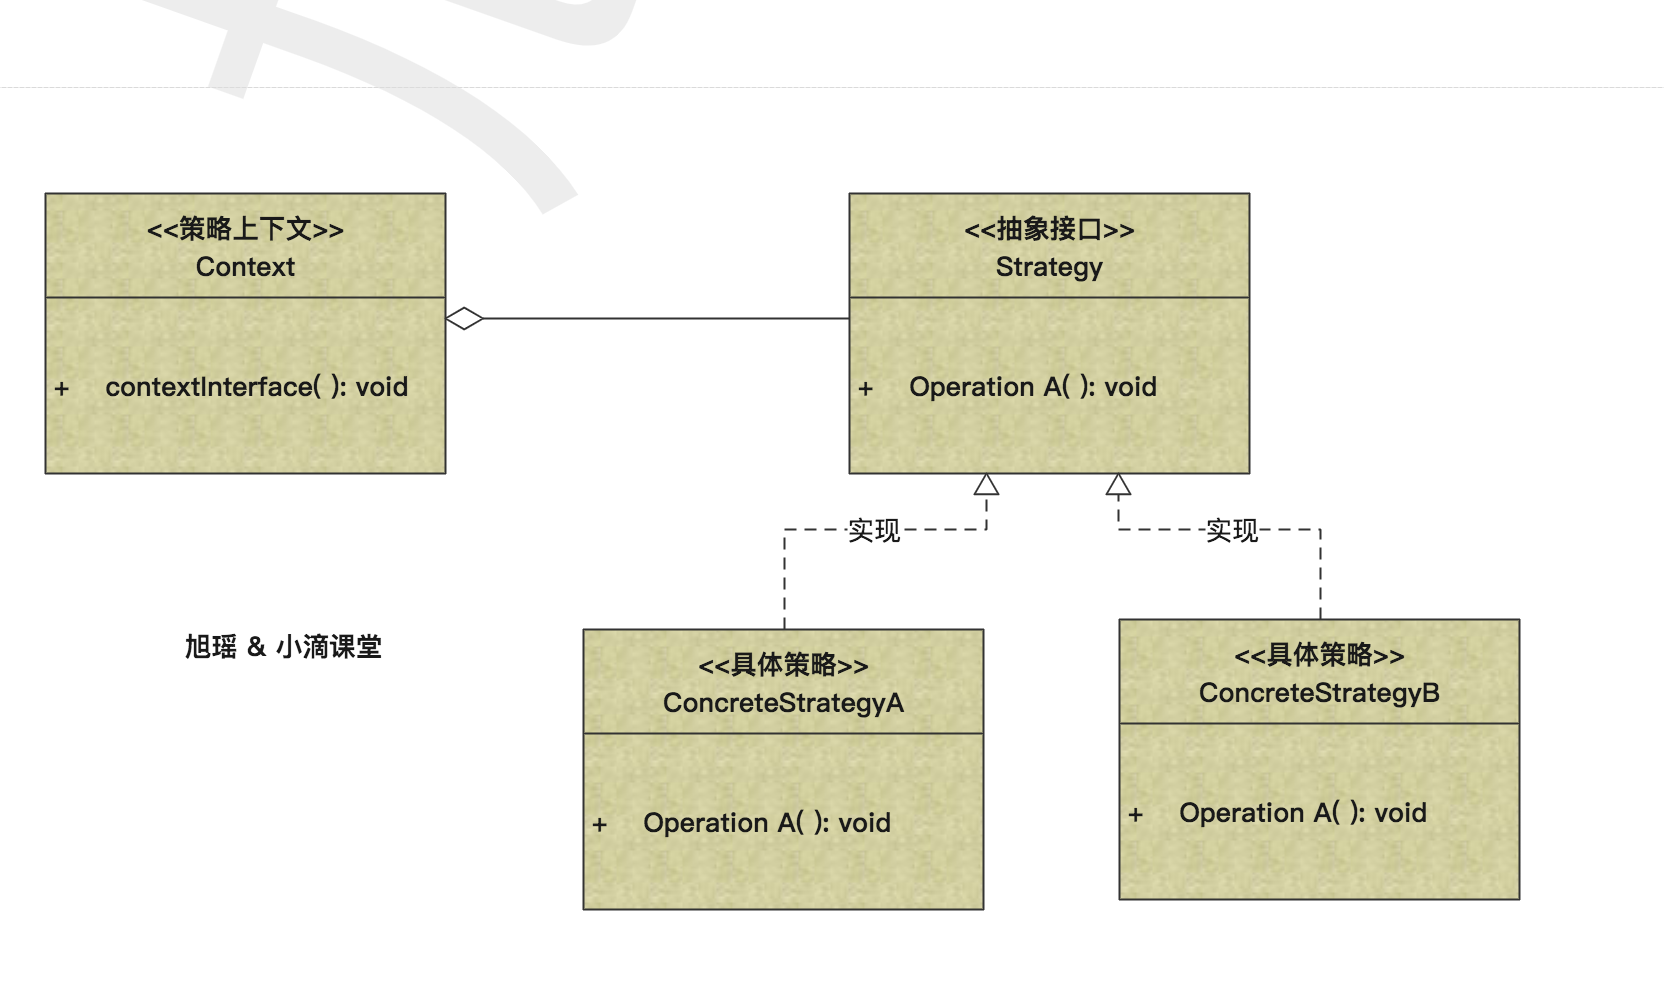 <<策略上下文>>
Context
+ contextInterface( ): void
<<抽象接口>>
Strategy
+ Operation A( ): void
实现
实现
旭瑶 & 小滴课堂
<<具体策略>>
ConcreteStrategyA
+ Operation A( ): void
<<具体策略>>
ConcreteStrategyB
+ Operation A( ): void